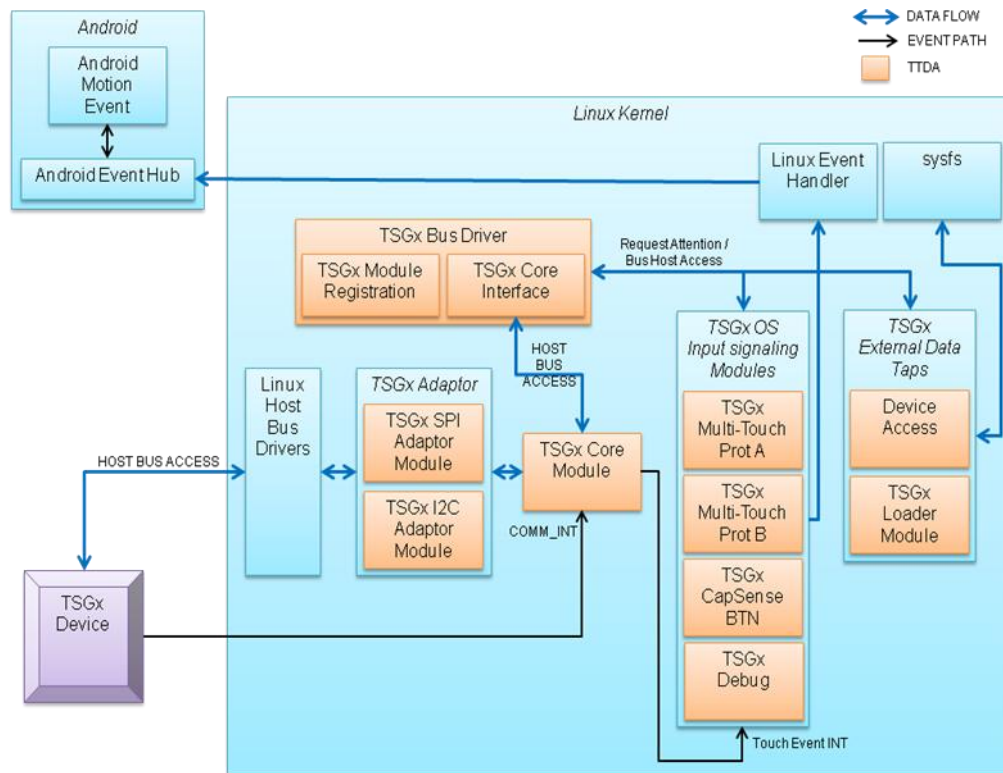 Android
Android
Motion
Event
Android Event Hub
DATA FLOW
EVENT PATH
TTDA
Linux Kernel
Linux Event
Handler
sysfs
TSGx Bus Driver
TSGx Module
Registration
TSGx Core
Interface
Request Attention /
Bus Host Access
HOST
BUS
ACCESS
TSGx OS
Input signaling
Modules
TSGx
Multi-Touch
Prot A
TSGx
Multi-Touch
Prot B
TSGx
CapSense
BTN
TSGx
Debug
TSGx
External Data
Taps
Device
Access
TSGx
Loader
Module
Linux
Host
Bus
Drivers
TSGx Adaptor
TSGx SPI
Adaptor
Module
TSGx I2C
Adaptor
Module
TSGx Core
Module
HOST BUS ACCESS
COMM_INT
TSGx
Device
Touch Event INT